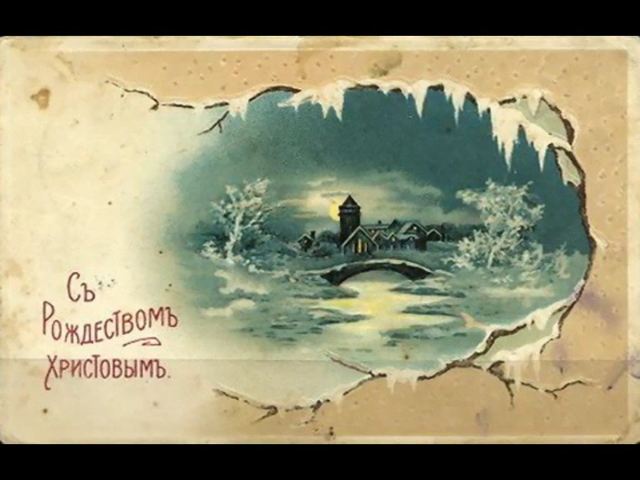 Съ
Рождествомъ
Христовымъ.